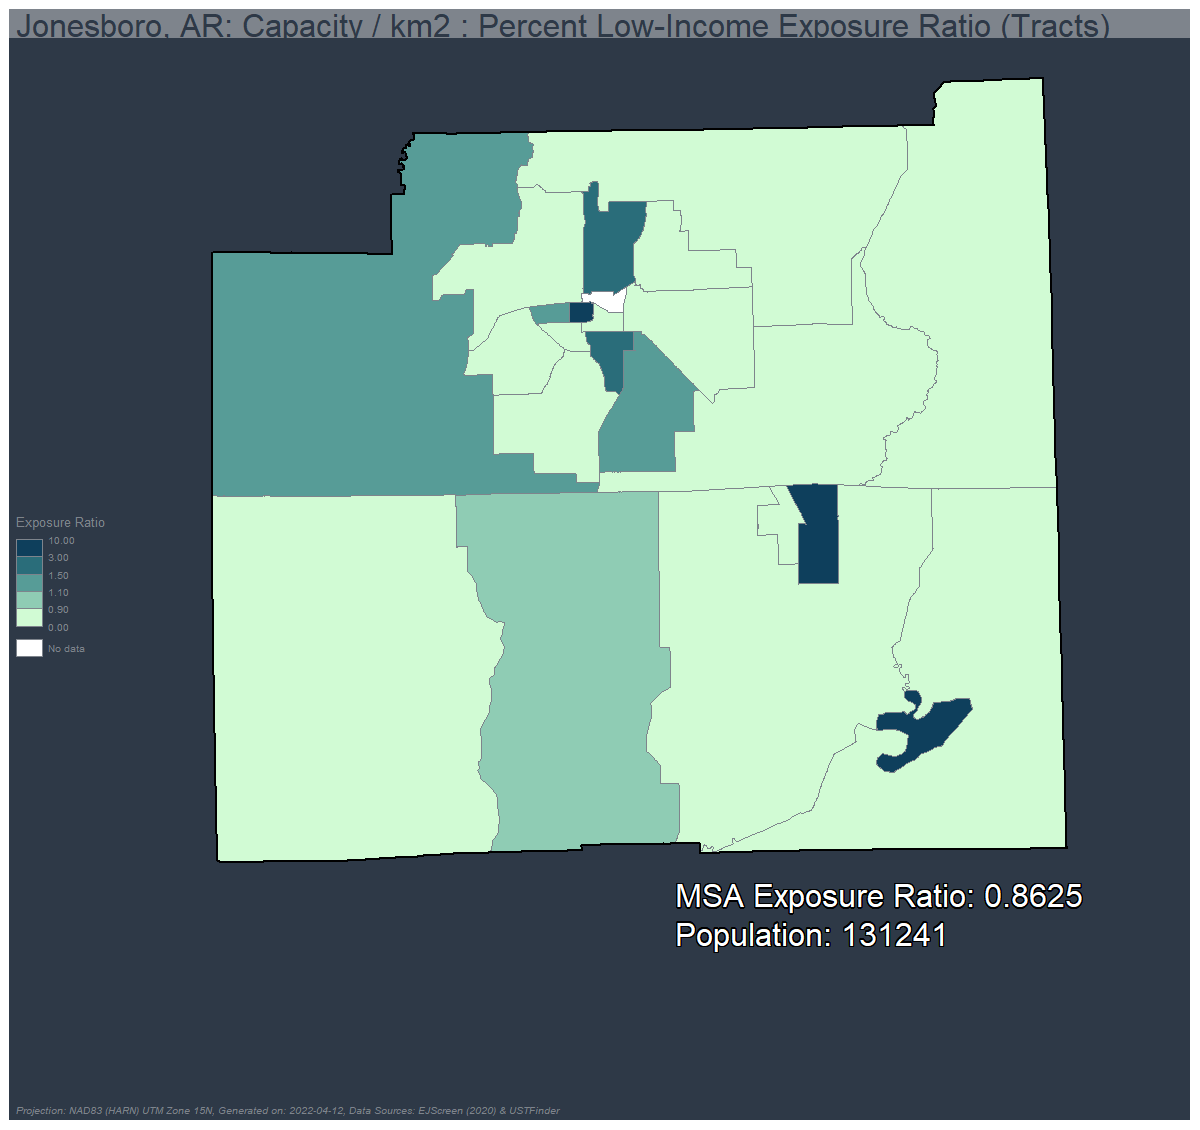 Jonesboro, AR: Capacity / km2 : Percent Low-Income Exposure Ratio (Tracts)
Exposure Ratio
10.00
3.00
1.50
1.10
0.90
0.00
No data
MSA Exposure Ratio: 0.8625
Population: 131241
Projection: NAD83 (HARN) UTM Zone 15N, Generated on: 2022-04-12, Data Sources: EJScreen (2020) & USTFinder